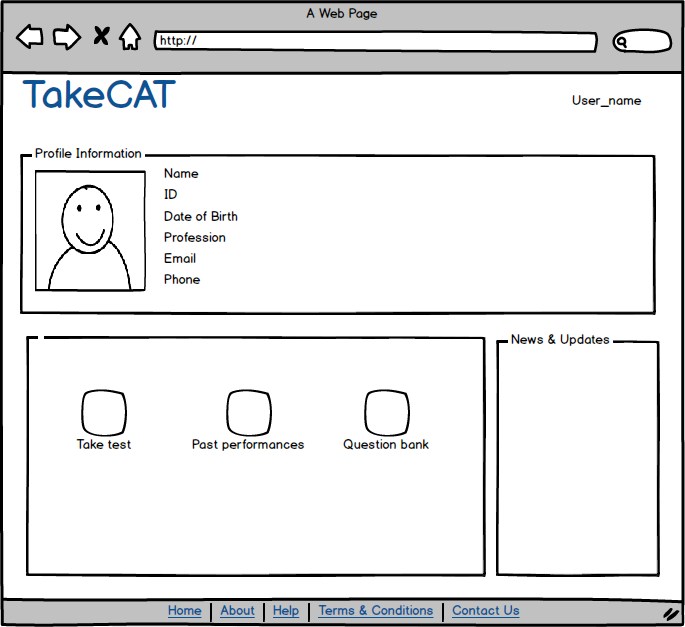 A Web Page
http://
TakeCAT
User_name
Profile Information
Name
ID
Date of Birth
Profession
Email
Phone
News & Updates
Take test
Past performances
Question bank
Home
About
Help
Terms & Conditions
Contact Us